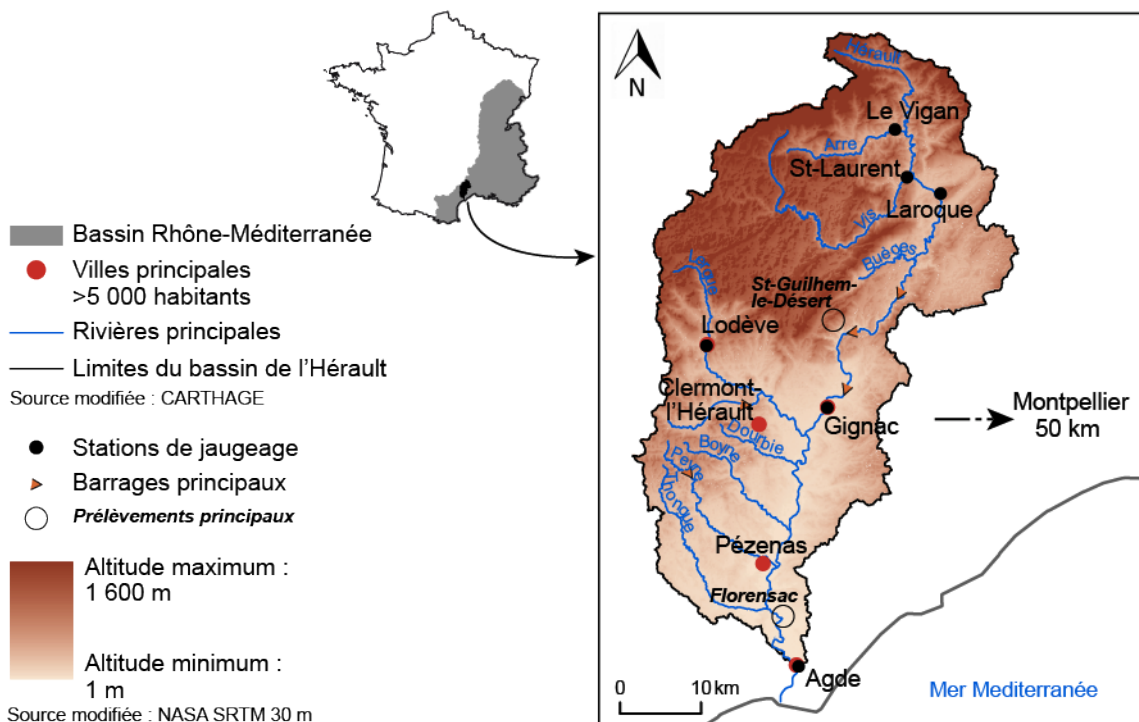 Bassin Rhône-Méditerranée
Villes principales
>5 000 habitants
Rivières principales
Limites du bassin de l'Hérault
Source modifiée : CARTHAGE
Stations de jaugeage
Barrages principaux
Prélèvements principaux
Altitude maximum :
1 600 m
Altitude minimum :
1 m
Source modifiée : NASA SRTM 30 m
N
Hérault
Le Vigan
Arre
St-Laurent
Laroque
Vis
Buèges
Lergue
St-Guilhem-
le-Désert
Lodève
Clermont-
l'Hérault
Gignac
Montpellier
50 km
Dourbie
Boyne
Peyne
Thongue
Pézenas
Florensac
Agde
0 10 km
Mer Mediterranée